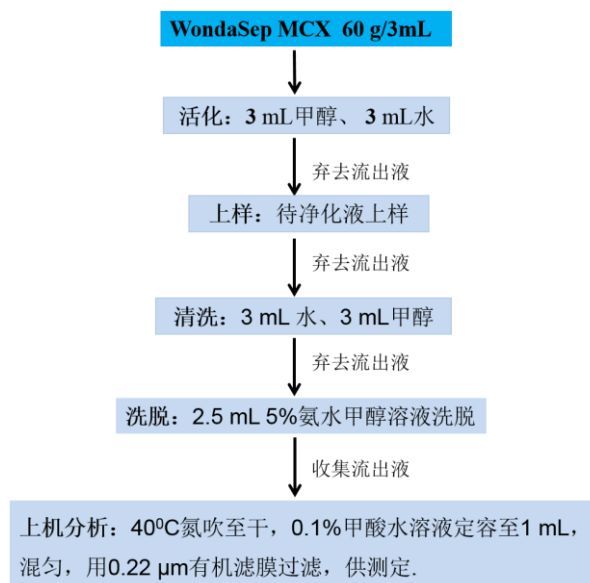 WondaSep MCX 60 g/3mL
活化：3 mL甲醇、 3 mL水
弃去流出液
上样：待净化液上样
弃去流出液
清洗：3 mL 水、3 mL甲醇
弃去流出液
洗脱：2.5 mL 5%氨水甲醇溶液洗脱
收集流出液
上机分析：40⁰C氮吹至干，0.1%甲酸水溶液定容至1 mL，
混匀，用0.22 μm有机滤膜过滤，供测定.